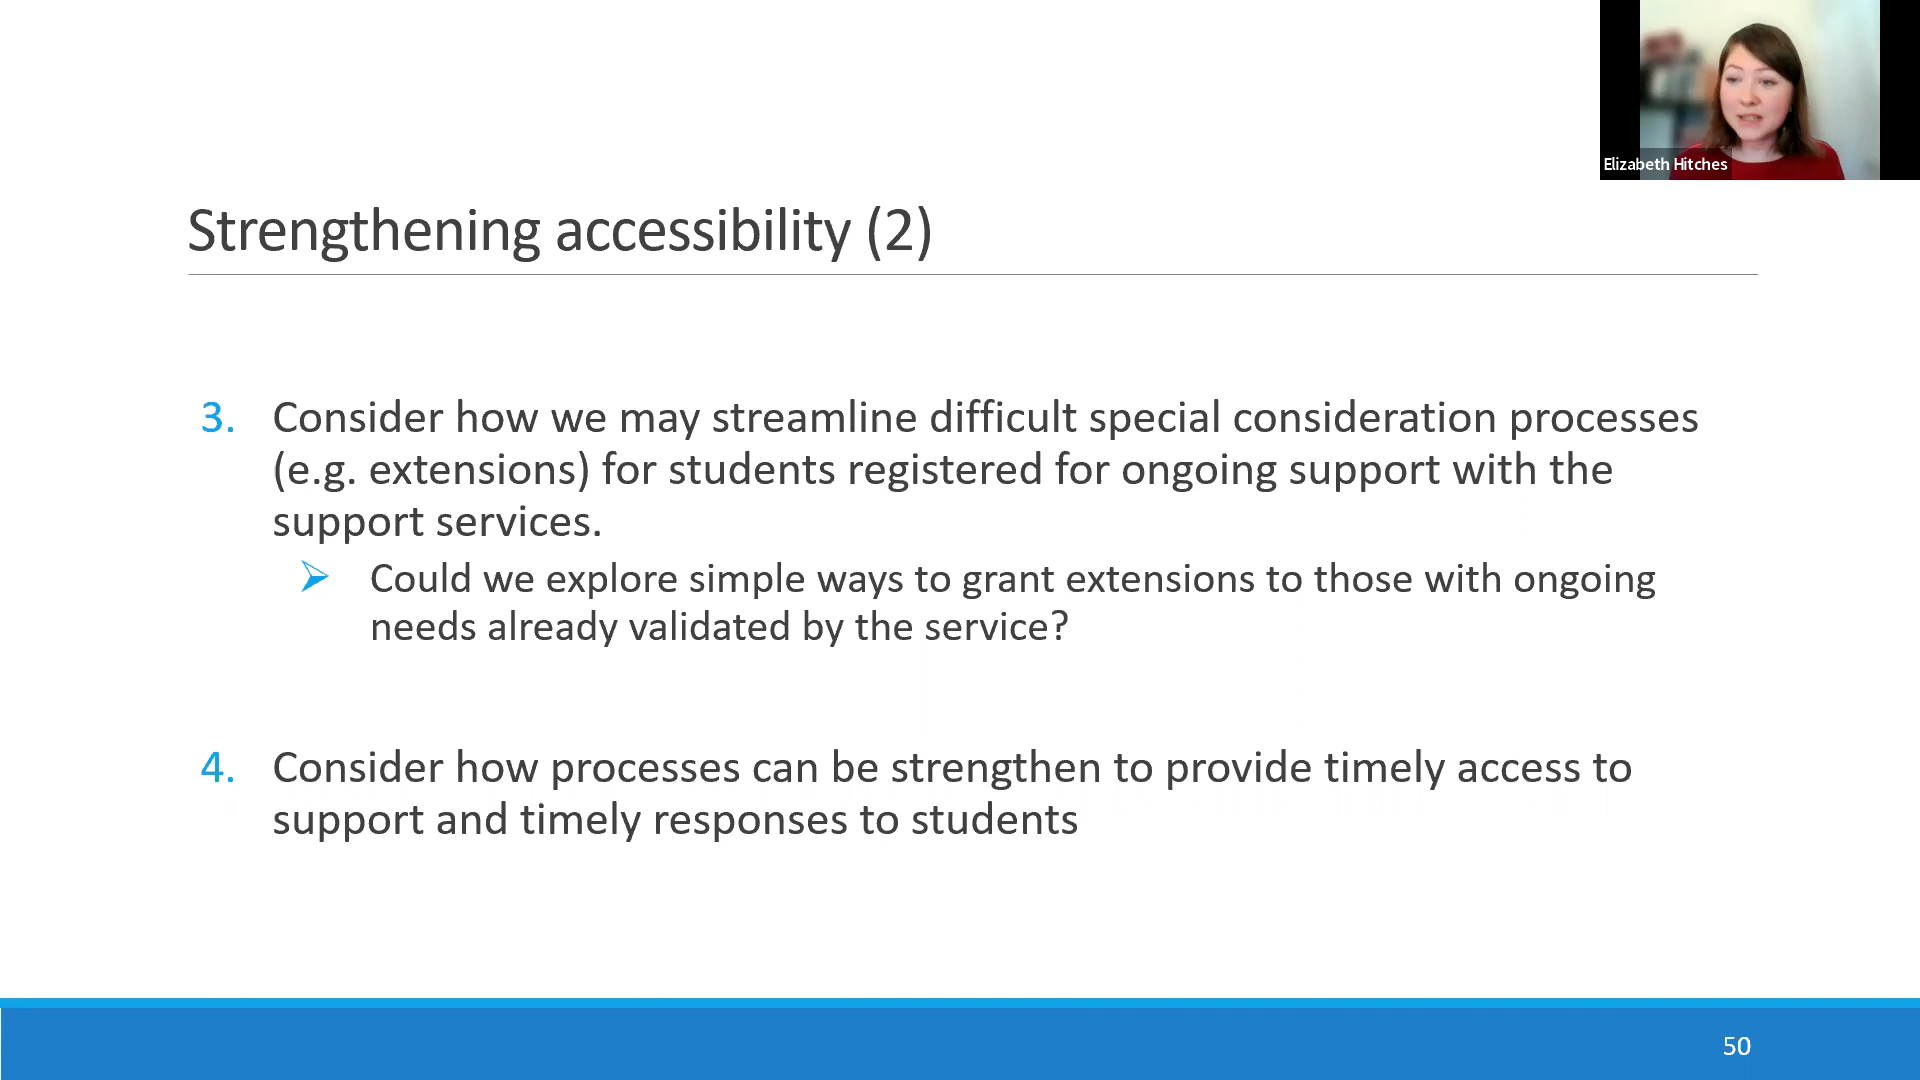 Elizabeth Hitches
Strengthening accessibility (2)
3. Consider how we may streamline difficult special consideration processes
(e.g. extensions) for students registered for ongoing support with the
support services.
Could we explore simple ways to grant extensions to those with ongoing
needs already validated by the service?
4. Consider how processes can be strengthen to provide timely access to
support and timely responses to students
50